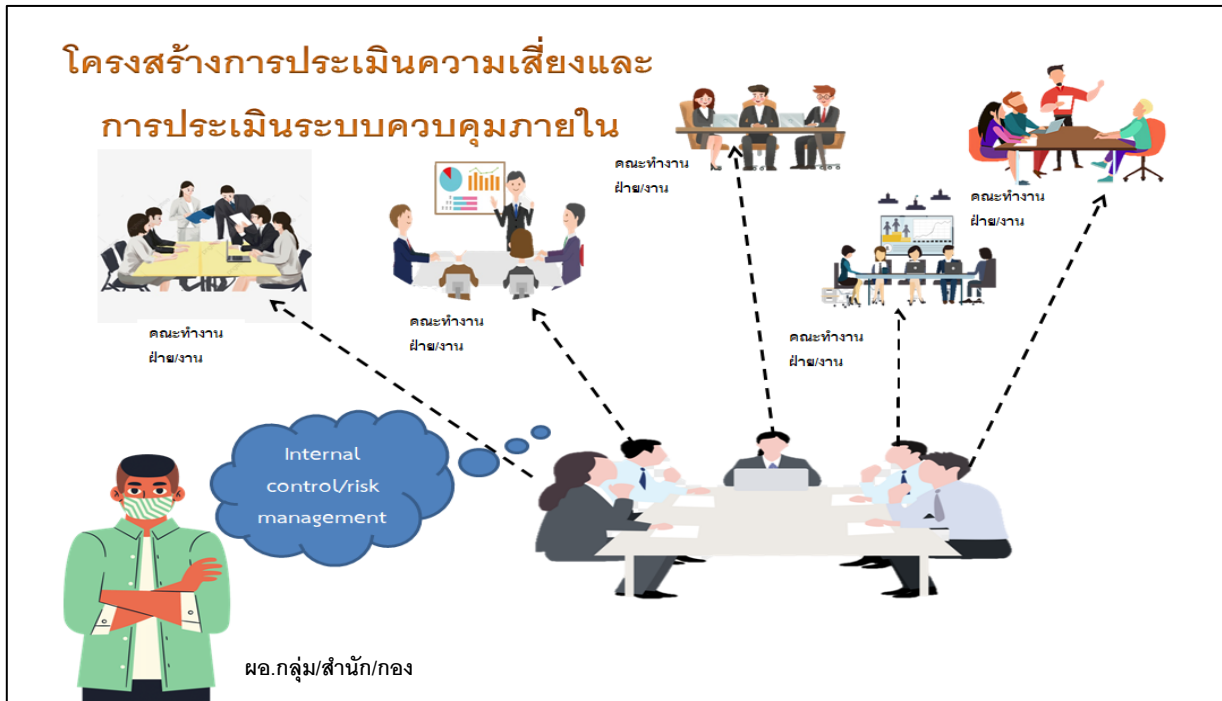 โครงสร้างการประเมินความเสี่ยงและ
การประเมินระบบควบคุมภายใน
คณะทำงาน
ฝ่าย/งาน
คณะทำงาน
ฝ่าย/งาน
คณะทำงาน
ฝ่าย/งาน
คณะทำงาน
ฝ่าย/งาน
คณะทำงาน
ฝ่าย/งาน
Internal
control/risk
management
ผอ.กลุ่ม/สำนัก/กอง